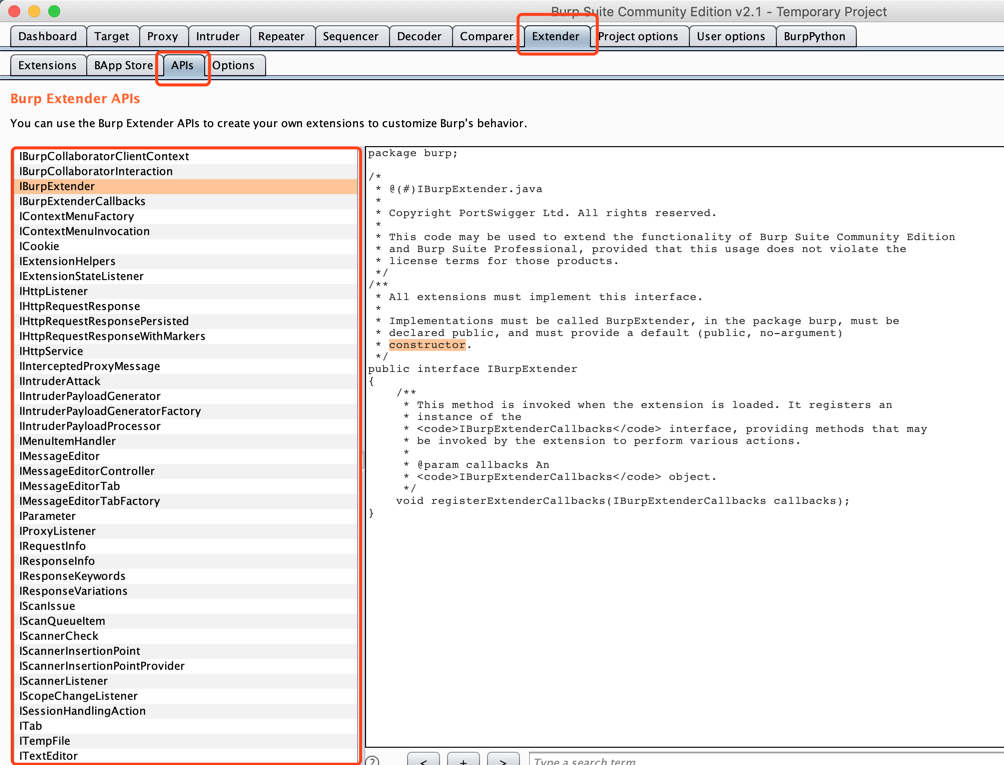 Burp Suite Community Edition v2.1 - Temporary Project
Dashboard Target Proxy Intruder Repeater Sequencer Decoder Comparer Extender Project options User options BurpPython
Extensions BApp Store APIs Options
Burp Extender APIs
You can use the Burp Extender APIs to create your own extensions to customize Burp's behavior.
IBurpCollaboratorClientContext
IBurpCollaboratorInteraction
IBurpExtender
IBurpExtenderCallbacks
IContextMenuFactory
IContextMenuInvocation
ICookie
IExtensionHelpers
IExtensionStateListener
IHttpListener
IHttpRequestResponse
IHttpRequestResponsePersisted
IHttpRequestResponseWithMarkers
IHttpService
IInterceptedProxyMessage
IIntruderAttack
IIntruderPayloadGenerator
IIntruderPayloadGeneratorFactory
IIntruderPayloadProcessor
IMenuItemHandler
IMessageEditor
IMessageEditorController
IMessageEditorTab
IMessageEditorTabFactory
IParameter
IProxyListener
IRequestInfo
IResponseInfo
IResponseKeywords
IResponseVariations
IScanIssue
IScanQueueItem
IScannerCheck
IScannerInsertionPoint
IScannerInsertionPointProvider
IScannerListener
IScopeChangeListener
ISessionHandlingAction
ITab
ITempFile
ITextEditor
package burp;
/*
 * @(#)IBurpExtender.java
 *
 * Copyright PortSwigger Ltd. All rights reserved.
 *
 * This code may be used to extend the functionality of Burp Suite Community Edition
 * and Burp Suite Professional, provided that this usage does not violate the
 * license terms for those products.
 */
/**
 * All extensions must implement this interface.
 *
 * Implementations must be called BurpExtender, in the package burp, must be
 * declared public, and must provide a default (public, no-argument)
 * constructor.
 */
public interface IBurpExtender
{
    /**
     * This method is invoked when the extension is loaded. It registers an
     * instance of the
     * <code>IBurpExtenderCallbacks</code> interface, providing methods that may
     * be invoked by the extension to perform various actions.
     *
     * @param callbacks An
     * <code>IBurpExtenderCallbacks</code> object.
     */
    void registerExtenderCallbacks(IBurpExtenderCallbacks callbacks);
}
? < + > Type a search term